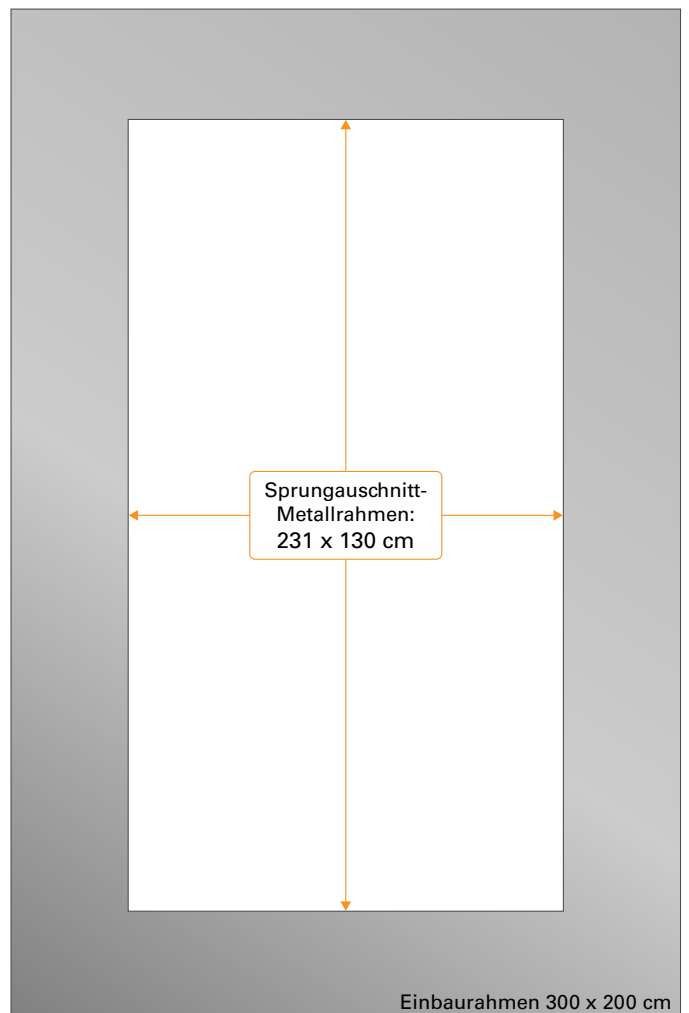 Sprungauschnitt-
Metallrahmen:
231 x 130 cm
Einbaurahmen 300 x 200 cm